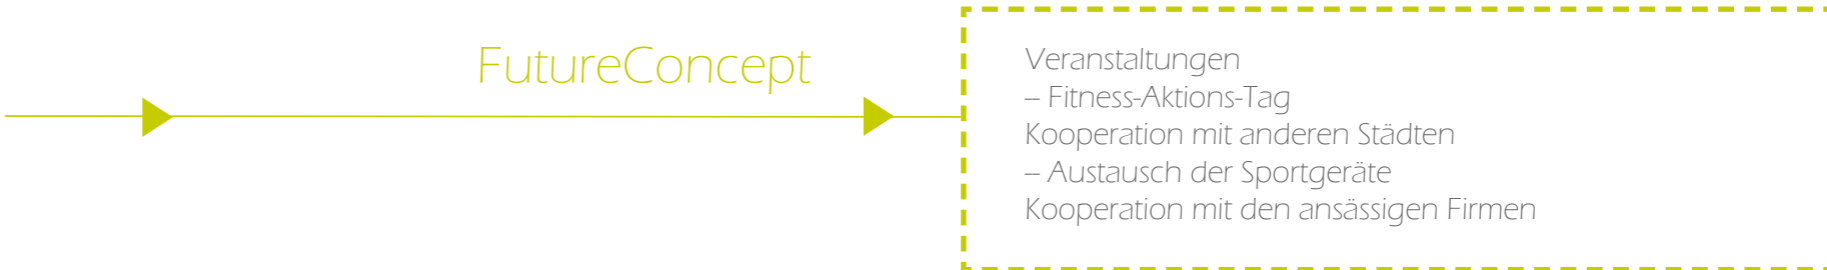 FutureConcept
Veranstaltungen
– Fitness-Aktions-Tag
Kooperation mit anderen Städten
– Austausch der Sportgeräte
Kooperation mit den ansässigen Firmen